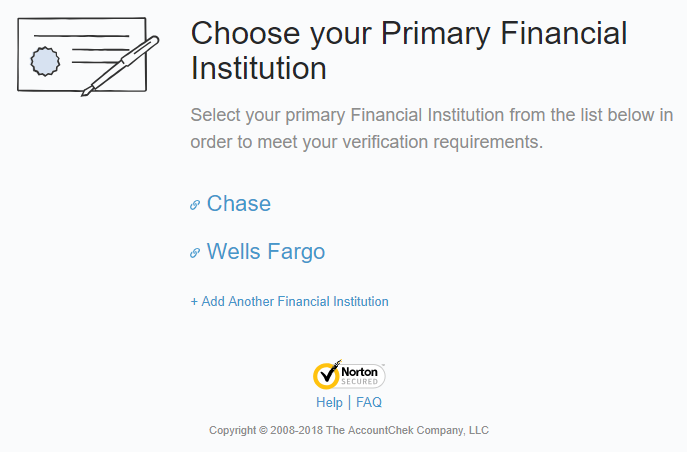 Choose your Primary Financial
Institution
Select your primary Financial Institution from the list below in
order to meet your verification requirements.
Chase
Wells Fargo
+ Add Another Financial Institution
Norton
SECURED
Help | FAQ
Copyright © 2008-2018 The AccountChek Company, LLC